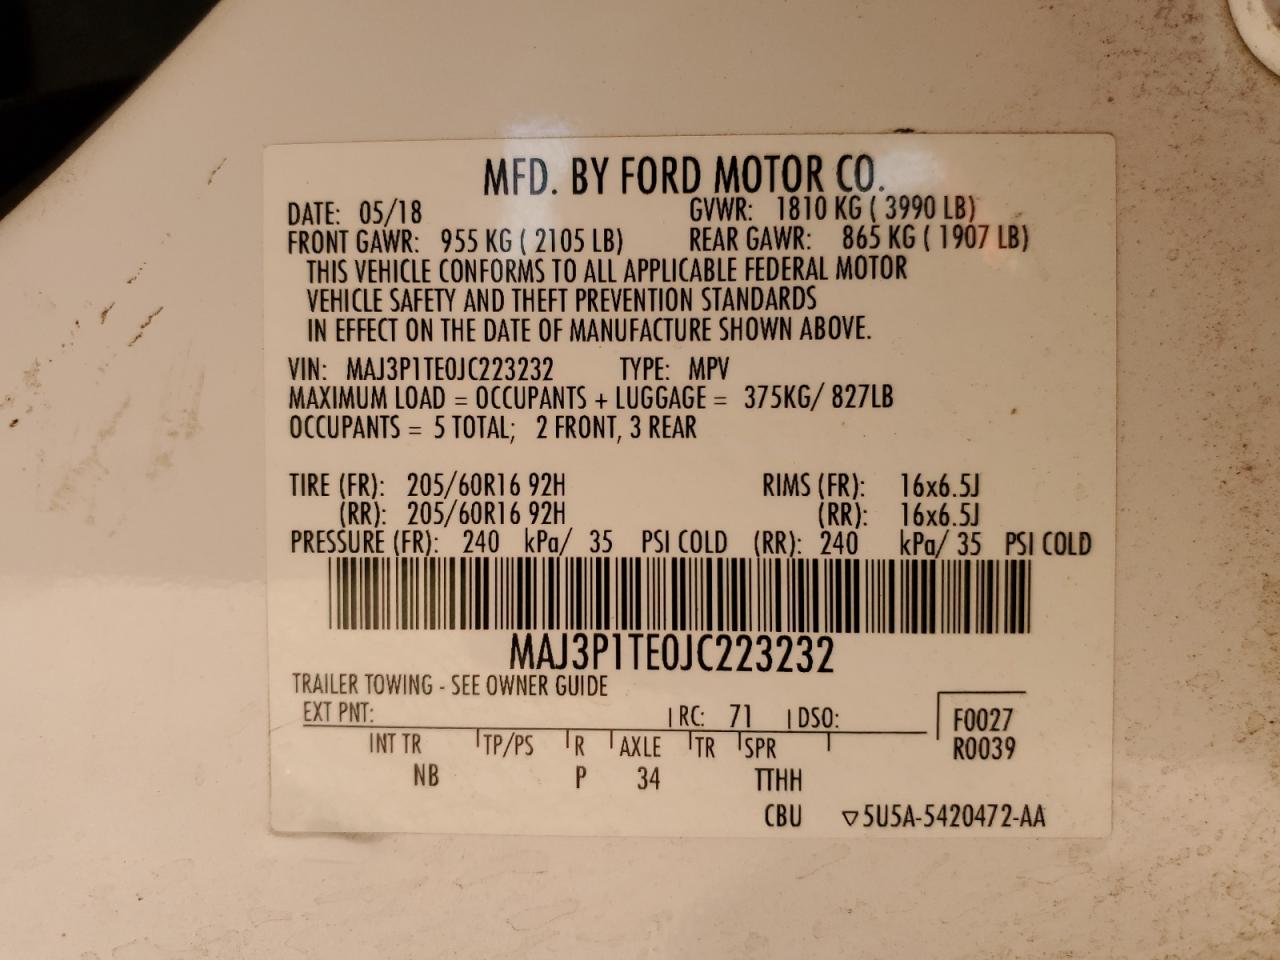 MFD. BY FORD MOTOR CO.
DATE: 05/18 GVWR: 1810 KG ( 3990 LB)
FRONT GAWR: 955 KG ( 2105 LB) REAR GAWR: 865 KG ( 1907 LB)
THIS VEHICLE CONFORMS TO ALL APPLICABLE FEDERAL MOTOR
VEHICLE SAFETY AND THEFT PREVENTION STANDARDS
IN EFFECT ON THE DATE OF MANUFACTURE SHOWN ABOVE.
VIN: MAJ3P1TE0JC223232 TYPE: MPV
MAXIMUM LOAD = OCCUPANTS + LUGGAGE = 375KG/ 827LB
OCCUPANTS = 5 TOTAL; 2 FRONT, 3 REAR
TIRE (FR): 205/60R16 92H RIMS (FR): 16x6.5J
(RR): 205/60R16 92H (RR): 16x6.5J
PRESSURE (FR): 240 kPa/ 35 PSI COLD (RR): 240 kPa/ 35 PSI COLD
MAJ3P1TE0JC223232
TRAILER TOWING - SEE OWNER GUIDE
EXT PNT: RC: 71 DSO: F0027
INT TR TP/PS R AXLE TR SPR R0039
NB P 34 TTHH
CBU ▽5U5A-5420472-AA